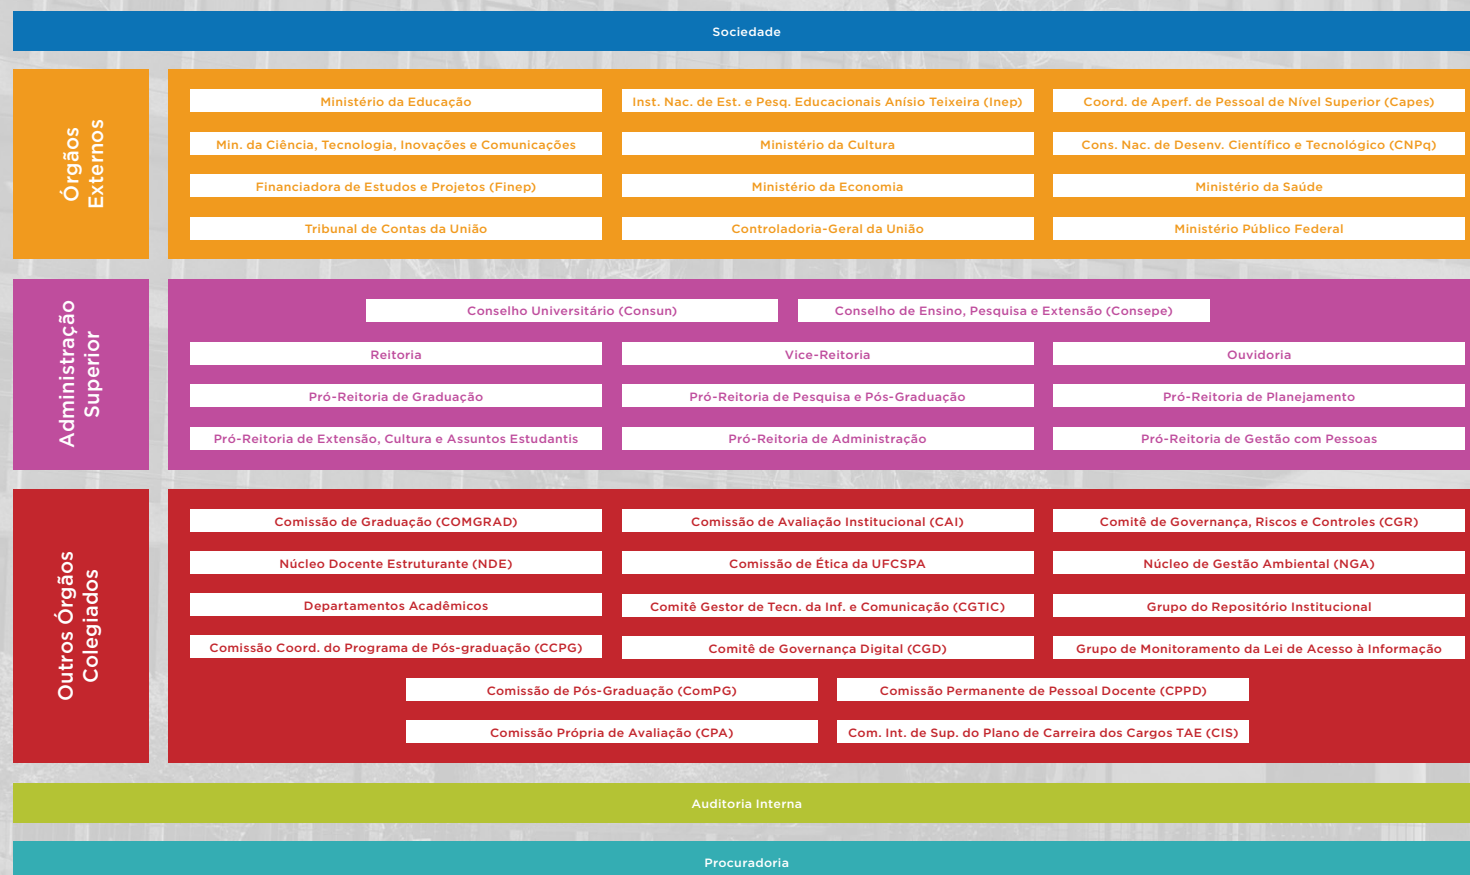 Sociedade
Órgãos
Externos
Ministério da Educação
Inst. Nac. de Est. e Pesq. Educacionais Anísio Teixeira (Inep)
Coord. de Aperf. de Pessoal de Nível Superior (Capes)
Min. da Ciência, Tecnologia, Inovações e Comunicações
Ministério da Cultura
Cons. Nac. de Desenv. Científico e Tecnológico (CNPq)
Financiadora de Estudos e Projetos (Finep)
Ministério da Economia
Ministério da Saúde
Tribunal de Contas da União
Controladoria-Geral da União
Ministério Público Federal
Administração
Superior
Conselho Universitário (Consun)
Conselho de Ensino, Pesquisa e Extensão (Consepe)
Reitoria
Vice-Reitoria
Ouvidoria
Pró-Reitoria de Graduação
Pró-Reitoria de Pesquisa e Pós-Graduação
Pró-Reitoria de Planejamento
Pró-Reitoria de Extensão, Cultura e Assuntos Estudantis
Pró-Reitoria de Administração
Pró-Reitoria de Gestão com Pessoas
Outros Órgãos
Colegiados
Comissão de Graduação (COMGRAD)
Comissão de Avaliação Institucional (CAI)
Comitê de Governança, Riscos e Controles (CGR)
Núcleo Docente Estruturante (NDE)
Comissão de Ética da UFCSPA
Núcleo de Gestão Ambiental (NGA)
Departamentos Acadêmicos
Comitê Gestor de Tecn. da Inf. e Comunicação (CGTIC)
Grupo do Repositório Institucional
Comissão Coord. do Programa de Pós-graduação (CCPG)
Comitê de Governança Digital (CGD)
Grupo de Monitoramento da Lei de Acesso à Informação
Comissão de Pós-Graduação (ComPG)
Comissão Permanente de Pessoal Docente (CPPD)
Comissão Própria de Avaliação (CPA)
Com. Int. de Sup. do Plano de Carreira dos Cargos TAE (CIS)
Auditoria Interna
Procuradoria